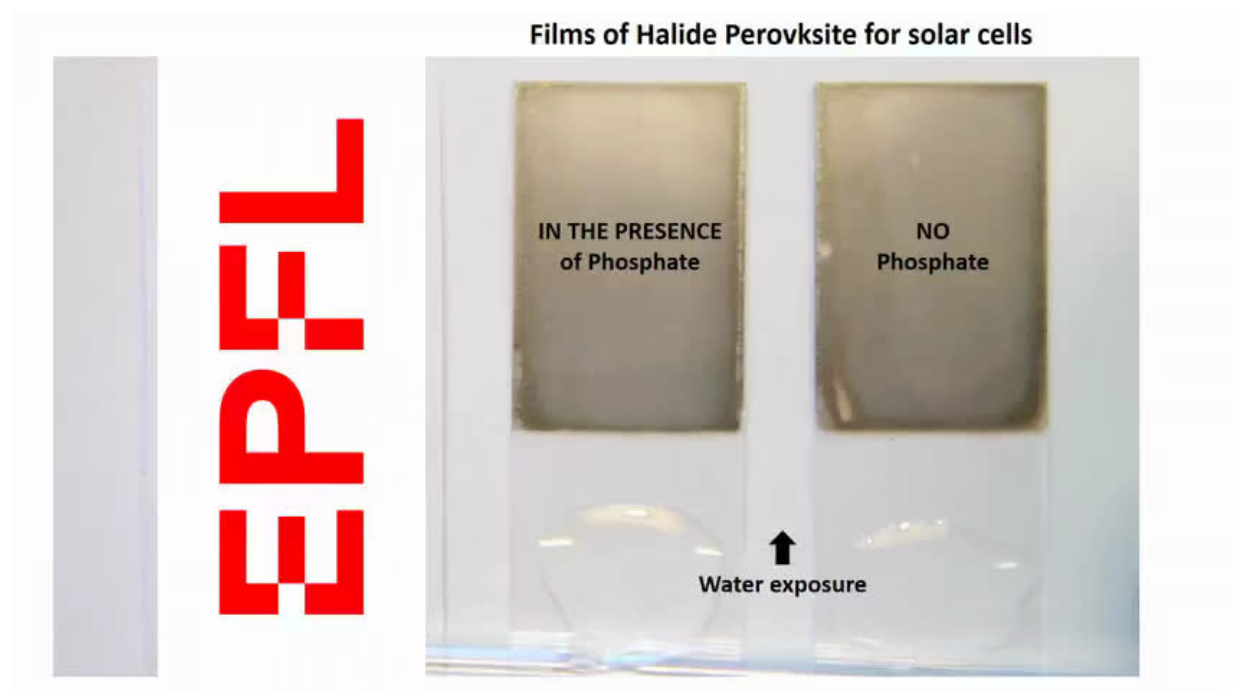 Films of Halide Perovksite for solar cells
EPFL
IN THE PRESENCE
of Phosphate
NO
Phosphate
Water exposure